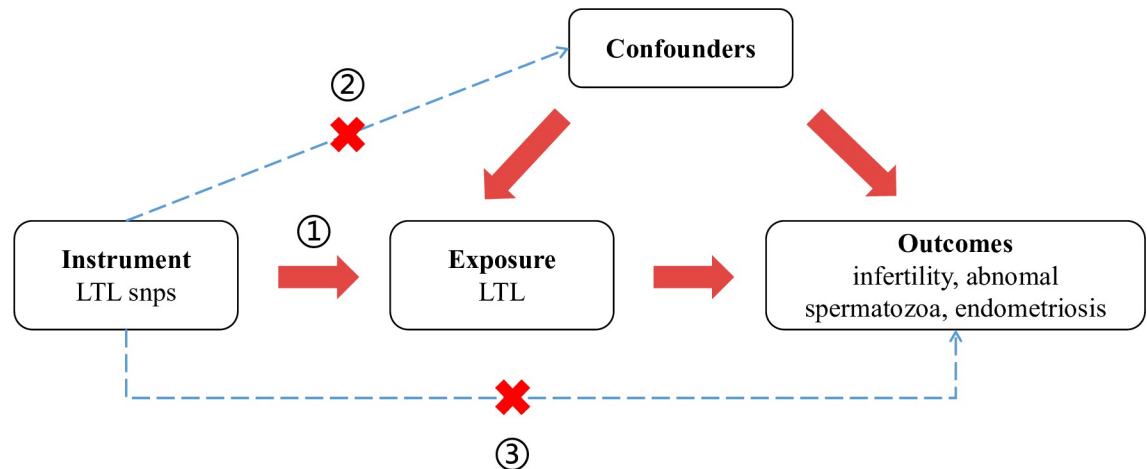 Confounders
②
①
Instrument
LTL snps
Exposure
LTL
Outcomes
infertility, abnomal
spermatozoa, endometriosis
③